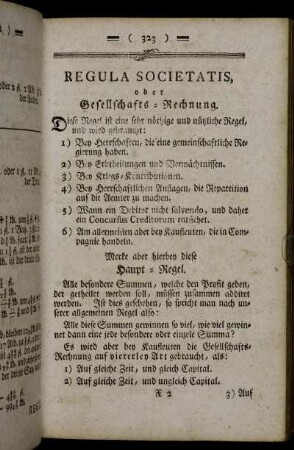 ( 323 )
REGULA SOCIETATIS,
oder
Gesellschafts-Rechnung.
Diese Regel ist eine sehr nöthige und nützliche Regel,
und wird gebraucht:
1) Bey Herrschaften, die eine gemeinschaftliche Re-
gierung haben.
2) Bey Erbtheilungen und Vermächtnissen.
3) Bey Kriegs-Contributionen.
4) Bey Herrschaftlichen Auslagen, die Repartition
auf die Aemter zu machen.
5) Wann ein Debitor nicht solvendo, und daher
ein Concursus Creditorum entstehet.
6) Am allermeisten aber bey Kaufleuten, die in Com-
pagnie handeln.
Merke aber hierbey diese
Haupt-Regel.
Alle besondere Summen, welche den Profit geben,
der getheilet werden soll, müssen zusammen addiret
werden. Ist dies geschehen, so spricht man nach un-
serer allgemeinen Regel also:
Alle diese Summen gewinnen so viel, wie viel gewin-
net dann eine jede besondere oder einzele Summa?
Es wird aber bey Kaufleuten die Gesellschafts-
Rechnung auf viererley Art gebraucht, als:
1) Auf gleiche Zeit, und gleich Capital.
2) Auf gleiche Zeit, und ungleich Capital.
3) Auf